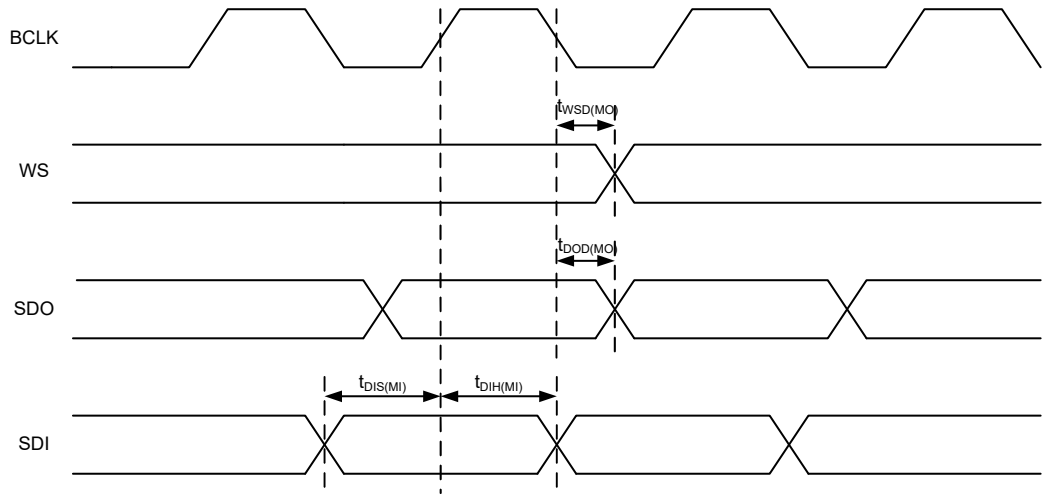 BCLK
tWSD(MO)
WS
tDOD(MO)
SDO
tDIS(MI) tDIH(MI)
SDI